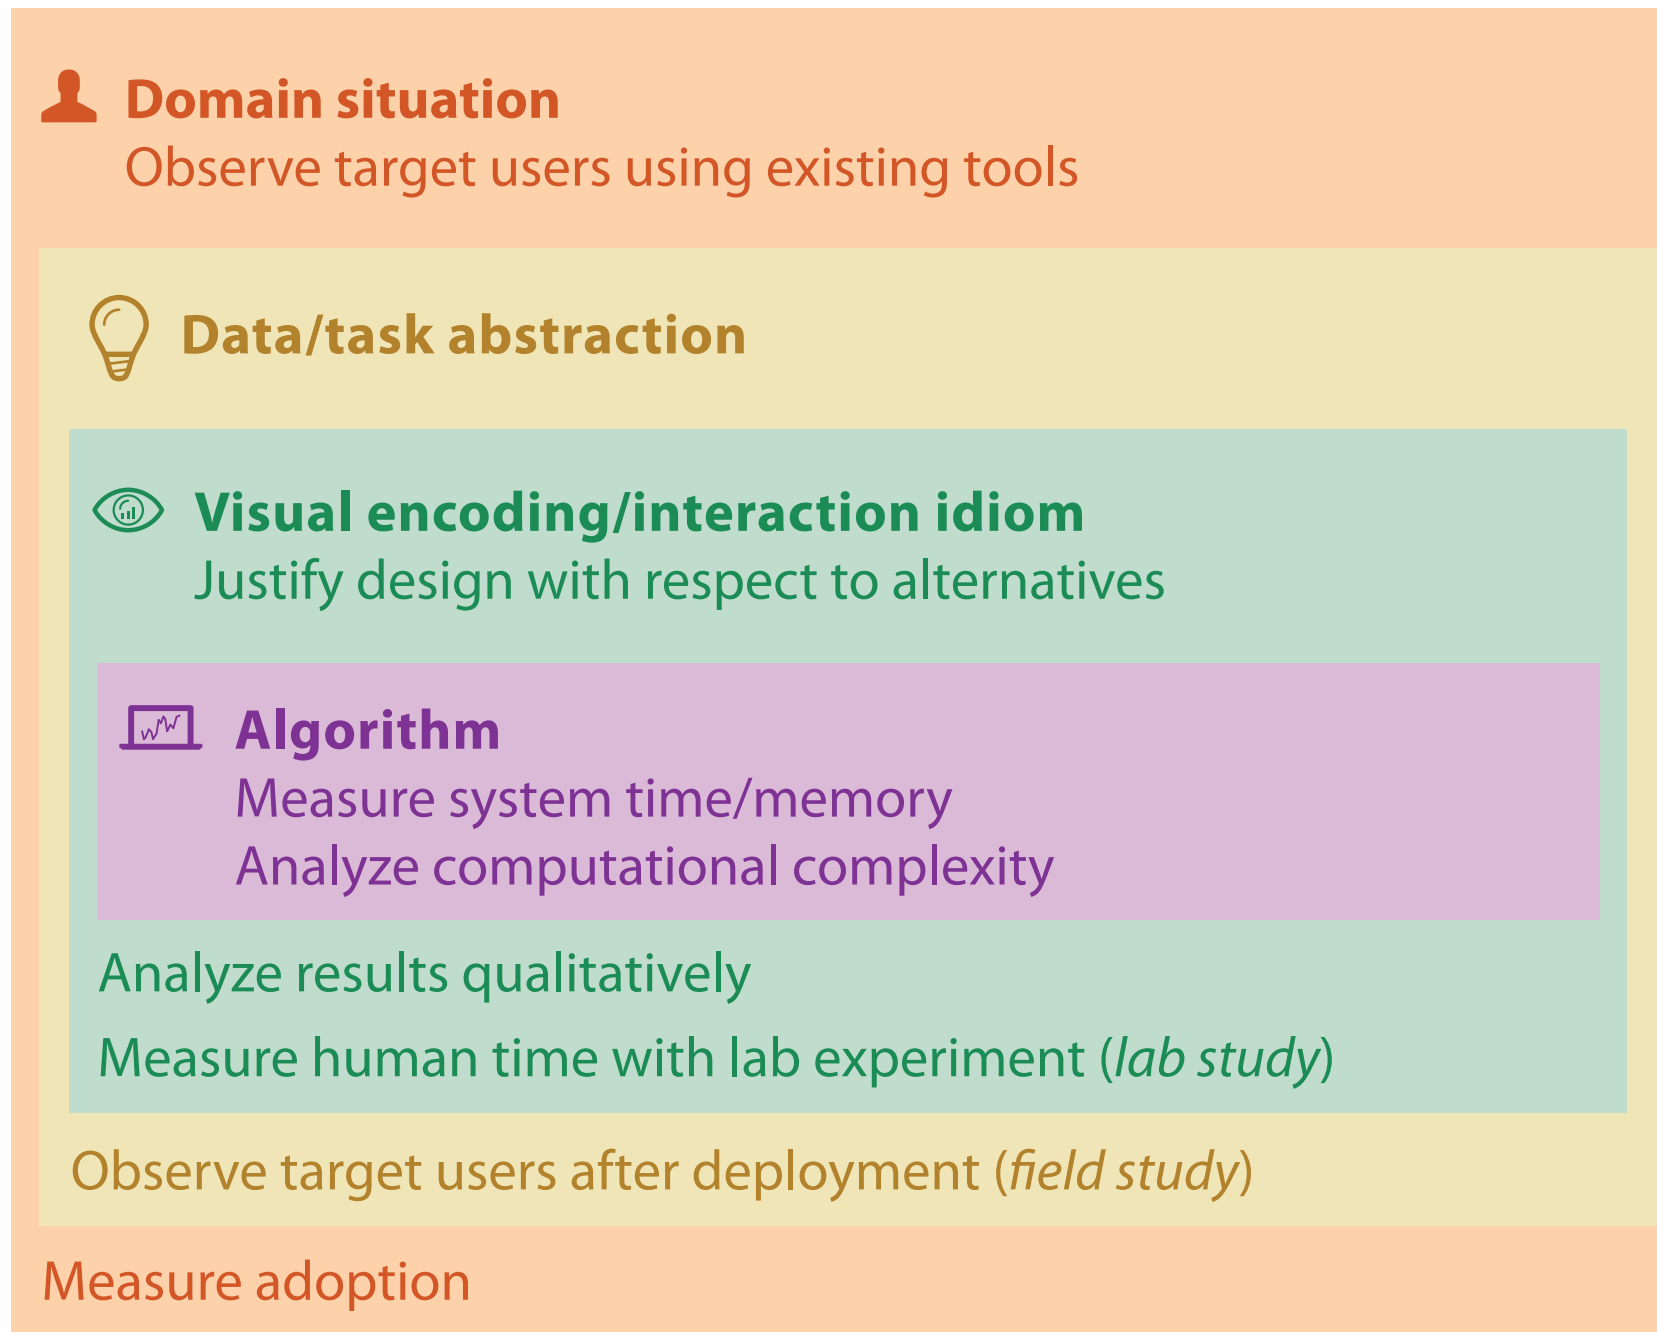 Domain situation
Observe target users using existing tools
Data/task abstraction
Visual encoding/interaction idiom
Justify design with respect to alternatives
Algorithm
Measure system time/memory
Analyze computational complexity
Analyze results qualitatively
Measure human time with lab experiment (lab study)
Observe target users after deployment (field study)
Measure adoption